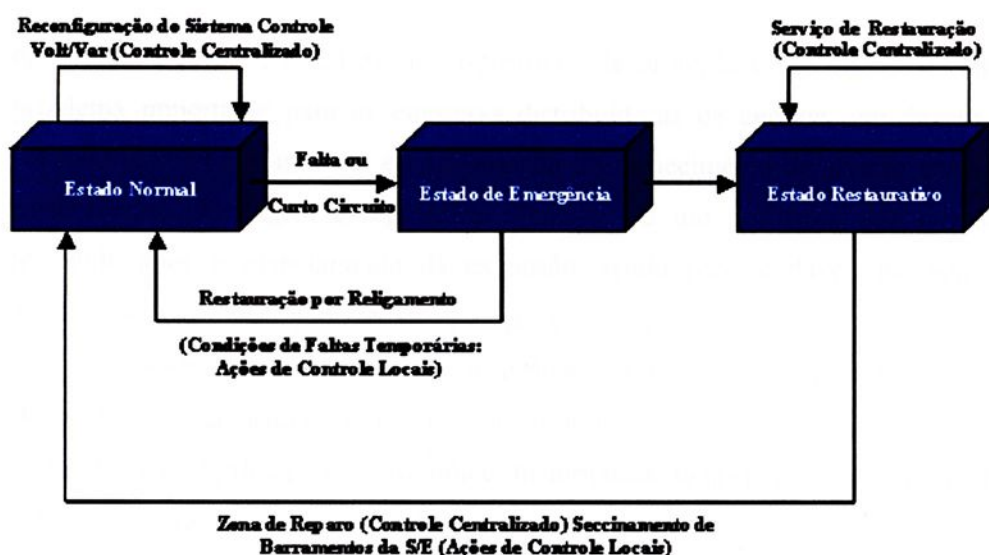 Reconfiguração do Sistema Controle
Volt/Var (Controle Centralizado)
Serviço de Restauração
(Controle Centralizado)
Estado Normal
Falta ou
Curto Circuito
Estado de Emergência
Estado Restaurativo
Restauração por Religamento
(Condições de Faltas Temporárias:
Ações de Controle Locais)
Zona de Reparo (Controle Centralizado) Seccinamento de
Barramentos da S/E (Ações de Controle Locais)